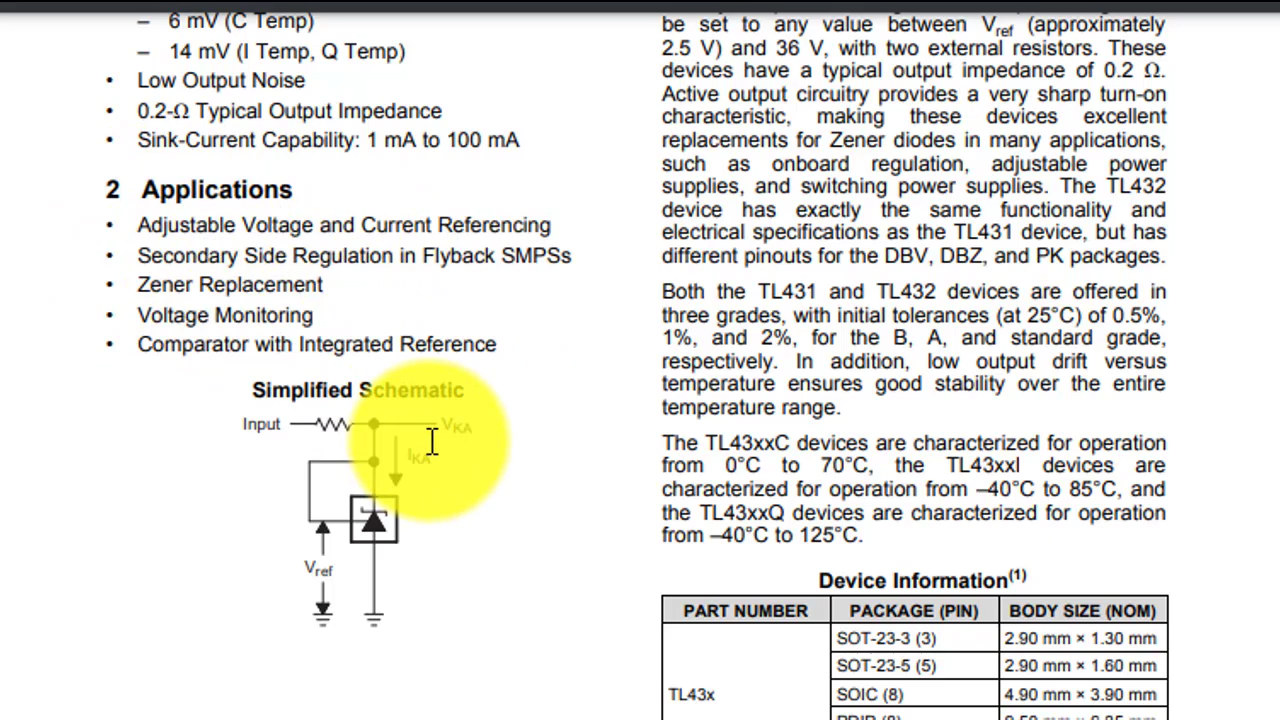 – 6 mV (C Temp)
– 14 mV (I Temp, Q Temp)
• Low Output Noise
• 0.2-Ω Typical Output Impedance
• Sink-Current Capability: 1 mA to 100 mA
2 Applications
• Adjustable Voltage and Current Referencing
• Secondary Side Regulation in Flyback SMPSs
• Zener Replacement
• Voltage Monitoring
• Comparator with Integrated Reference
Simplified Schematic
Input
VKA
IKA
Vref
be set to any value between Vref (approximately
2.5 V) and 36 V, with two external resistors. These
devices have a typical output impedance of 0.2 Ω.
Active output circuitry provides a very sharp turn-on
characteristic, making these devices excellent
replacements for Zener diodes in many applications,
such as onboard regulation, adjustable power
supplies, and switching power supplies. The TL432
device has exactly the same functionality and
electrical specifications as the TL431 device, but has
different pinouts for the DBV, DBZ, and PK packages.
Both the TL431 and TL432 devices are offered in
three grades, with initial tolerances (at 25°C) of 0.5%,
1%, and 2%, for the B, A, and standard grade,
respectively. In addition, low output drift versus
temperature ensures good stability over the entire
temperature range.
The TL43xxC devices are characterized for operation
from 0°C to 70°C, the TL43xxI devices are
characterized for operation from –40°C to 85°C, and
the TL43xxQ devices are characterized for operation
from –40°C to 125°C.
Device Information(1)
PART NUMBER PACKAGE (PIN) BODY SIZE (NOM)
SOT-23-3 (3) 2.90 mm × 1.30 mm
SOT-23-5 (5) 2.90 mm × 1.60 mm
TL43x SOIC (8) 4.90 mm × 3.90 mm